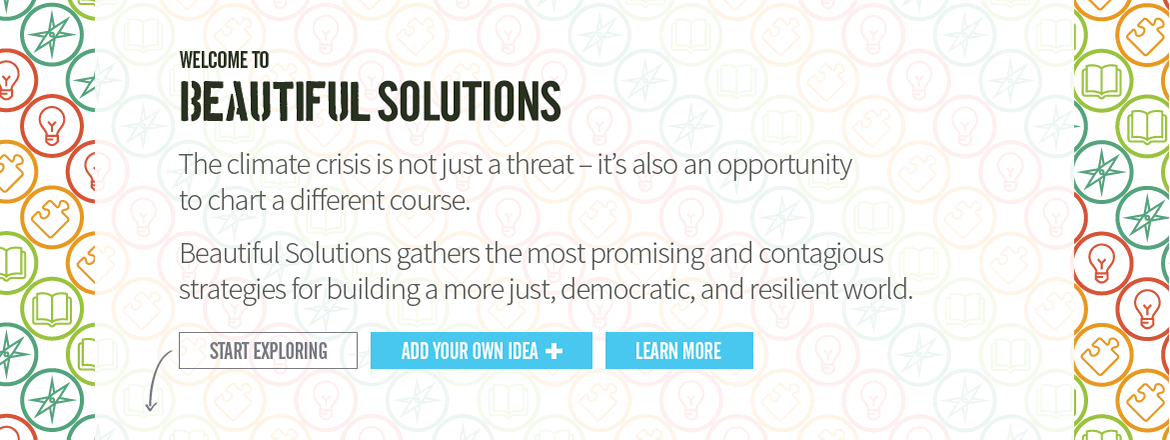 WELCOME TO
BEAUTIFUL SOLUTIONS
The climate crisis is not just a threat – it’s also an opportunity
to chart a different course.
Beautiful Solutions gathers the most promising and contagious
strategies for building a more just, democratic, and resilient world.
START EXPLORING
ADD YOUR OWN IDEA +
LEARN MORE